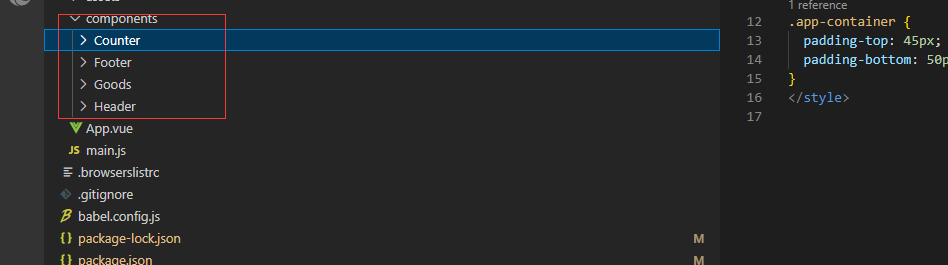 components
Counter
Footer
Goods
Header
App.vue
JS main.js
.browserslistrc
.gitignore
babel.config.js
{} package-lock.json M
{} package.json M
1 reference
12 .app-container {
13 padding-top: 45px;
14 padding-bottom: 50p
15 }
16 </style>
17